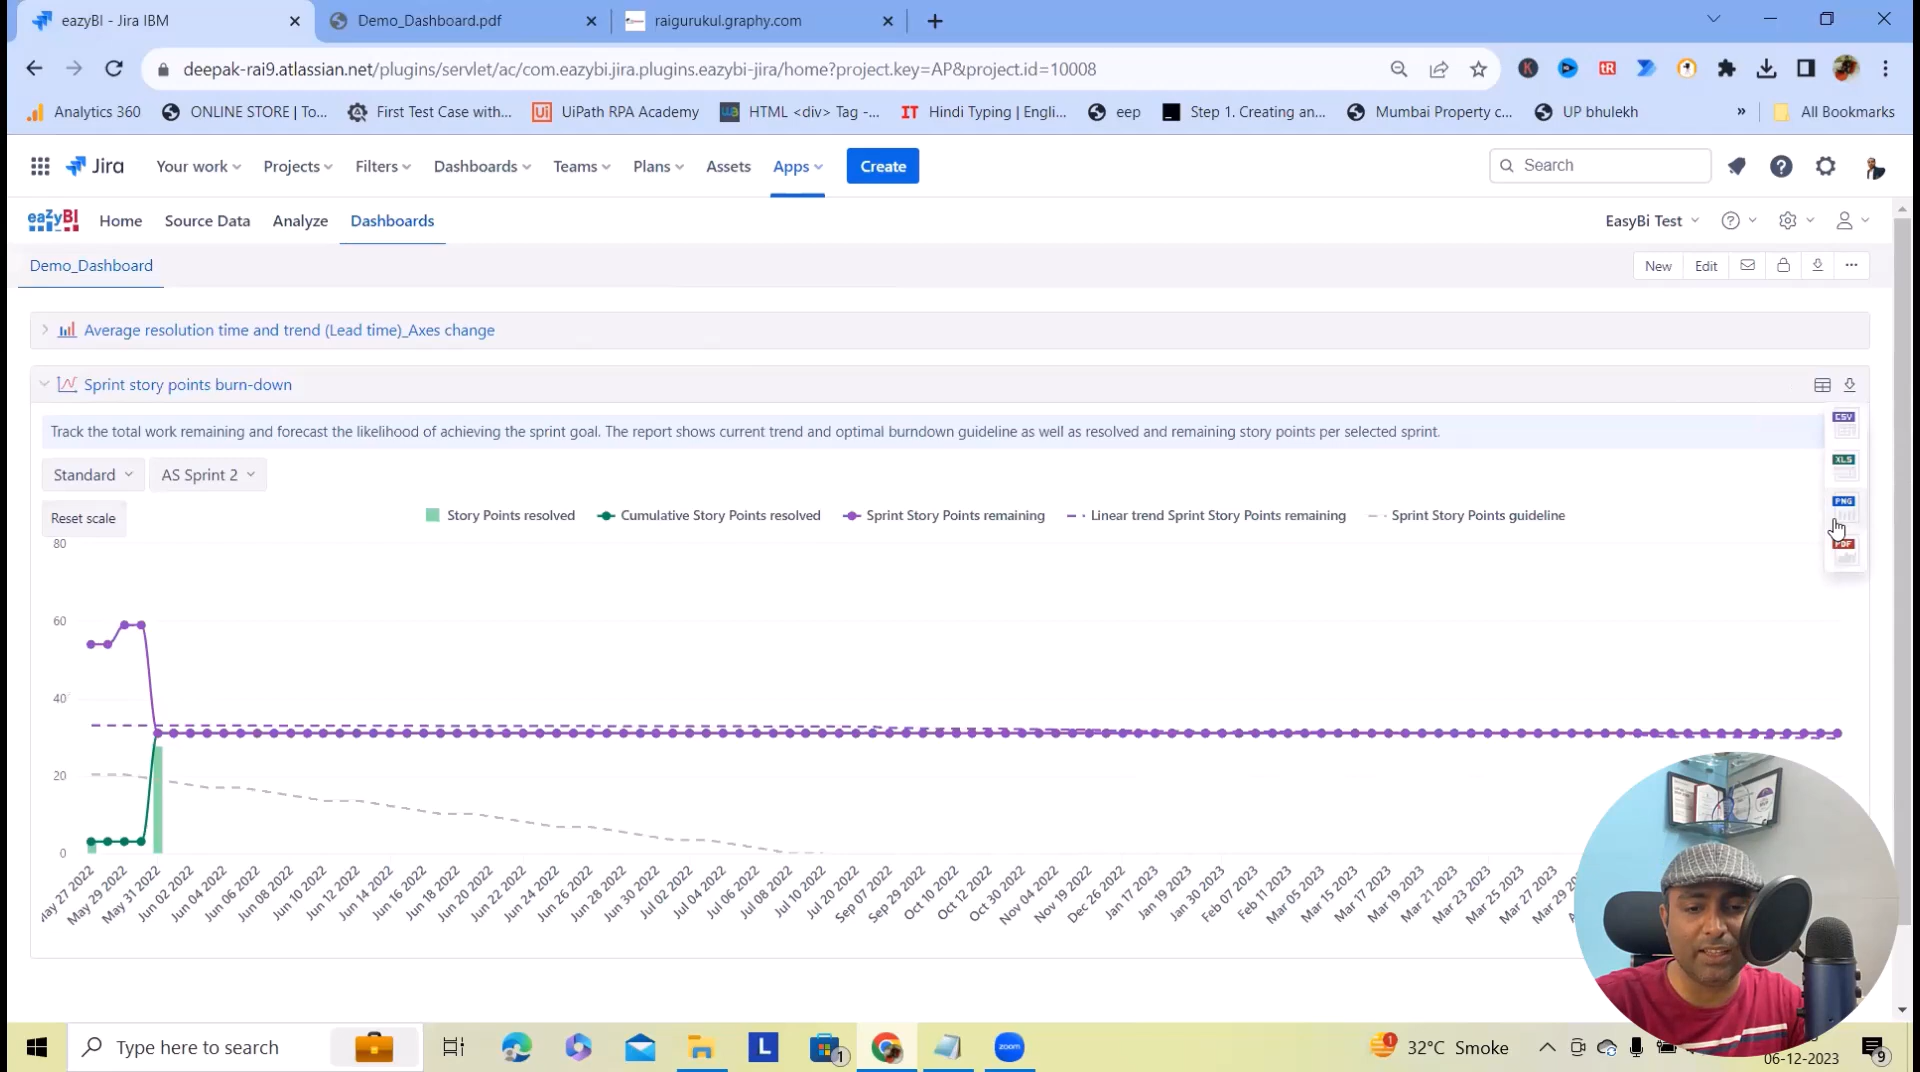 eazyBI - Jira IBM
Demo_Dashboard.pdf
raigurukul.graphy.com
deepak-rai9.atlassian.net/plugins/servlet/ac/com.eazybi.jira.plugins.eazybi-jira/home?project.key=AP&project.id=10008
Analytics 360
ONLINE STORE | To...
First Test Case with...
UiPath RPA Academy
HTML <div> Tag -...
Hindi Typing | Engli...
eep
Step 1. Creating an...
Mumbai Property c...
UP bhulekh
»
All Bookmarks
Jira
Your work
Projects
Filters
Dashboards
Teams
Plans
Assets
Apps
Create
Search
eazyBI
Home
Source Data
Analyze
Dashboards
EasyBi Test
Demo_Dashboard
New
Edit
Average resolution time and trend (Lead time)_Axes change
Sprint story points burn-down
CSV
Track the total work remaining and forecast the likelihood of achieving the sprint goal. The report shows current trend and optimal burndown guideline as well as resolved and remaining story points per selected sprint.
XLS
Standard
AS Sprint 2
PNG
Reset scale
Story Points resolved
Cumulative Story Points resolved
Sprint Story Points remaining
Linear trend Sprint Story Points remaining
Sprint Story Points guideline
PDF
80
60
40
20
0
May 27 2022
May 29 2022
May 31 2022
Jun 02 2022
Jun 04 2022
Jun 06 2022
Jun 08 2022
Jun 10 2022
Jun 12 2022
Jun 14 2022
Jun 16 2022
Jun 18 2022
Jun 20 2022
Jun 22 2022
Jun 24 2022
Jun 26 2022
Jun 28 2022
Jun 30 2022
Jul 02 2022
Jul 04 2022
Jul 06 2022
Jul 08 2022
Jul 10 2022
Jul 20 2022
Sep 07 2022
Sep 29 2022
Oct 10 2022
Oct 12 2022
Oct 30 2022
Nov 04 2022
Nov 19 2022
Dec 26 2022
Jan 17 2023
Jan 19 2023
Jan 30 2023
Feb 07 2023
Feb 11 2023
Mar 05 2023
Mar 15 2023
Mar 17 2023
Mar 19 2023
Mar 21 2023
Mar 23 2023
Mar 25 2023
Mar 27 2023
Mar 29
Type here to search
L
1
zoom
1
32°C Smoke
06-12-2023
9